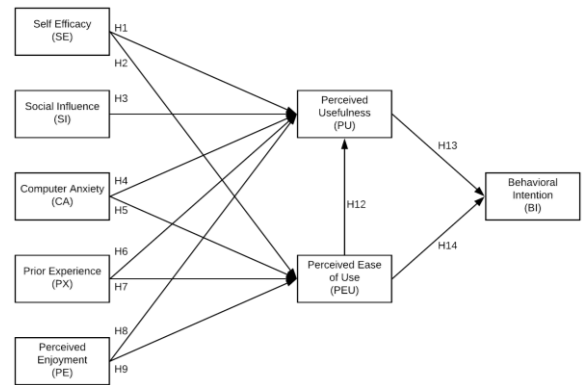 Self Efficacy
(SE)
H1
H2
Social Influence
(SI)
H3
Computer Anxiety
(CA)
H4
H5
Prior Experience
(PX)
H6
H7
Perceived
Enjoyment
(PE)
H8
H9
Perceived
Usefulness
(PU)
H12
Perceived Ease
of Use
(PEU)
H13
H14
Behavioral
Intention
(BI)